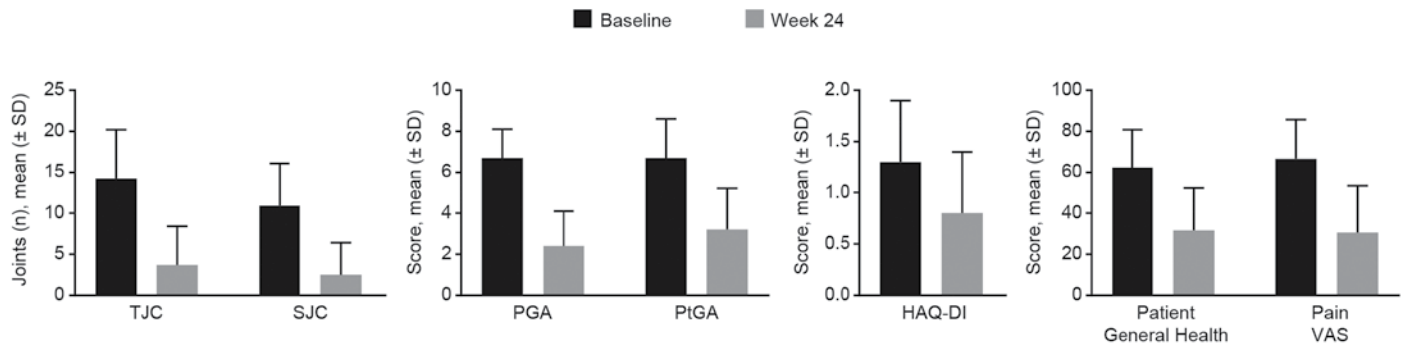 Baseline Week 24
Joints (n), mean (± SD)
25
20
15
10
5
0
TJC SJC
Score, mean (± SD)
10
8
6
4
2
0
PGA PtGA
Score, mean (± SD)
2.0
1.5
1.0
0.5
0.0
HAQ-DI
Score, mean (± SD)
100
80
60
40
20
0
Patient
General Health
Pain
VAS